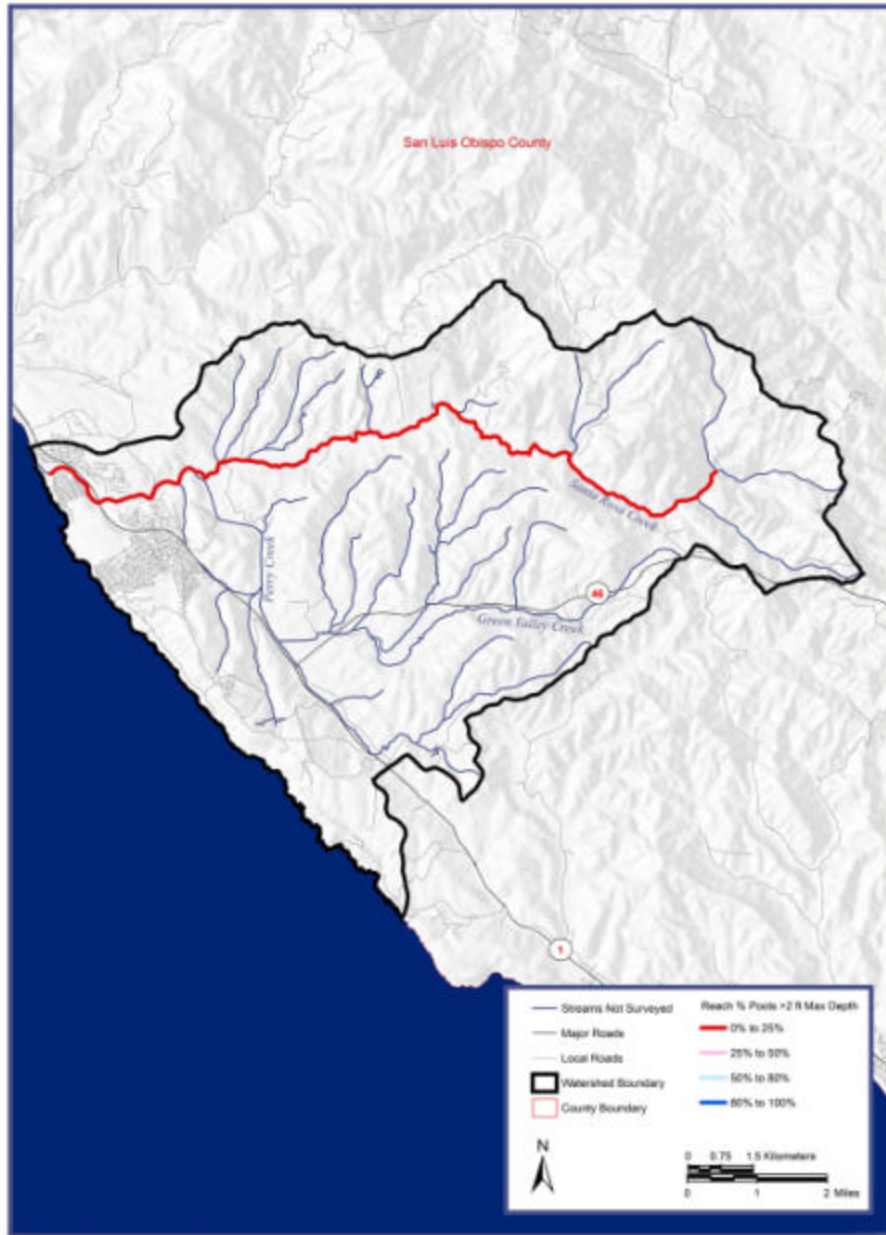 San Luis Obispo County
Santa Rosa Creek
Perry Creek
46
Green Valley Creek
1
Streams Not Surveyed
Major Roads
Local Roads
Watershed Boundary
County Boundary
Reach % Pools >2 ft Max Depth
0% to 25%
25% to 50%
50% to 80%
80% to 100%
N
0 0.75 1.5 Kilometers
0 1 2 Miles